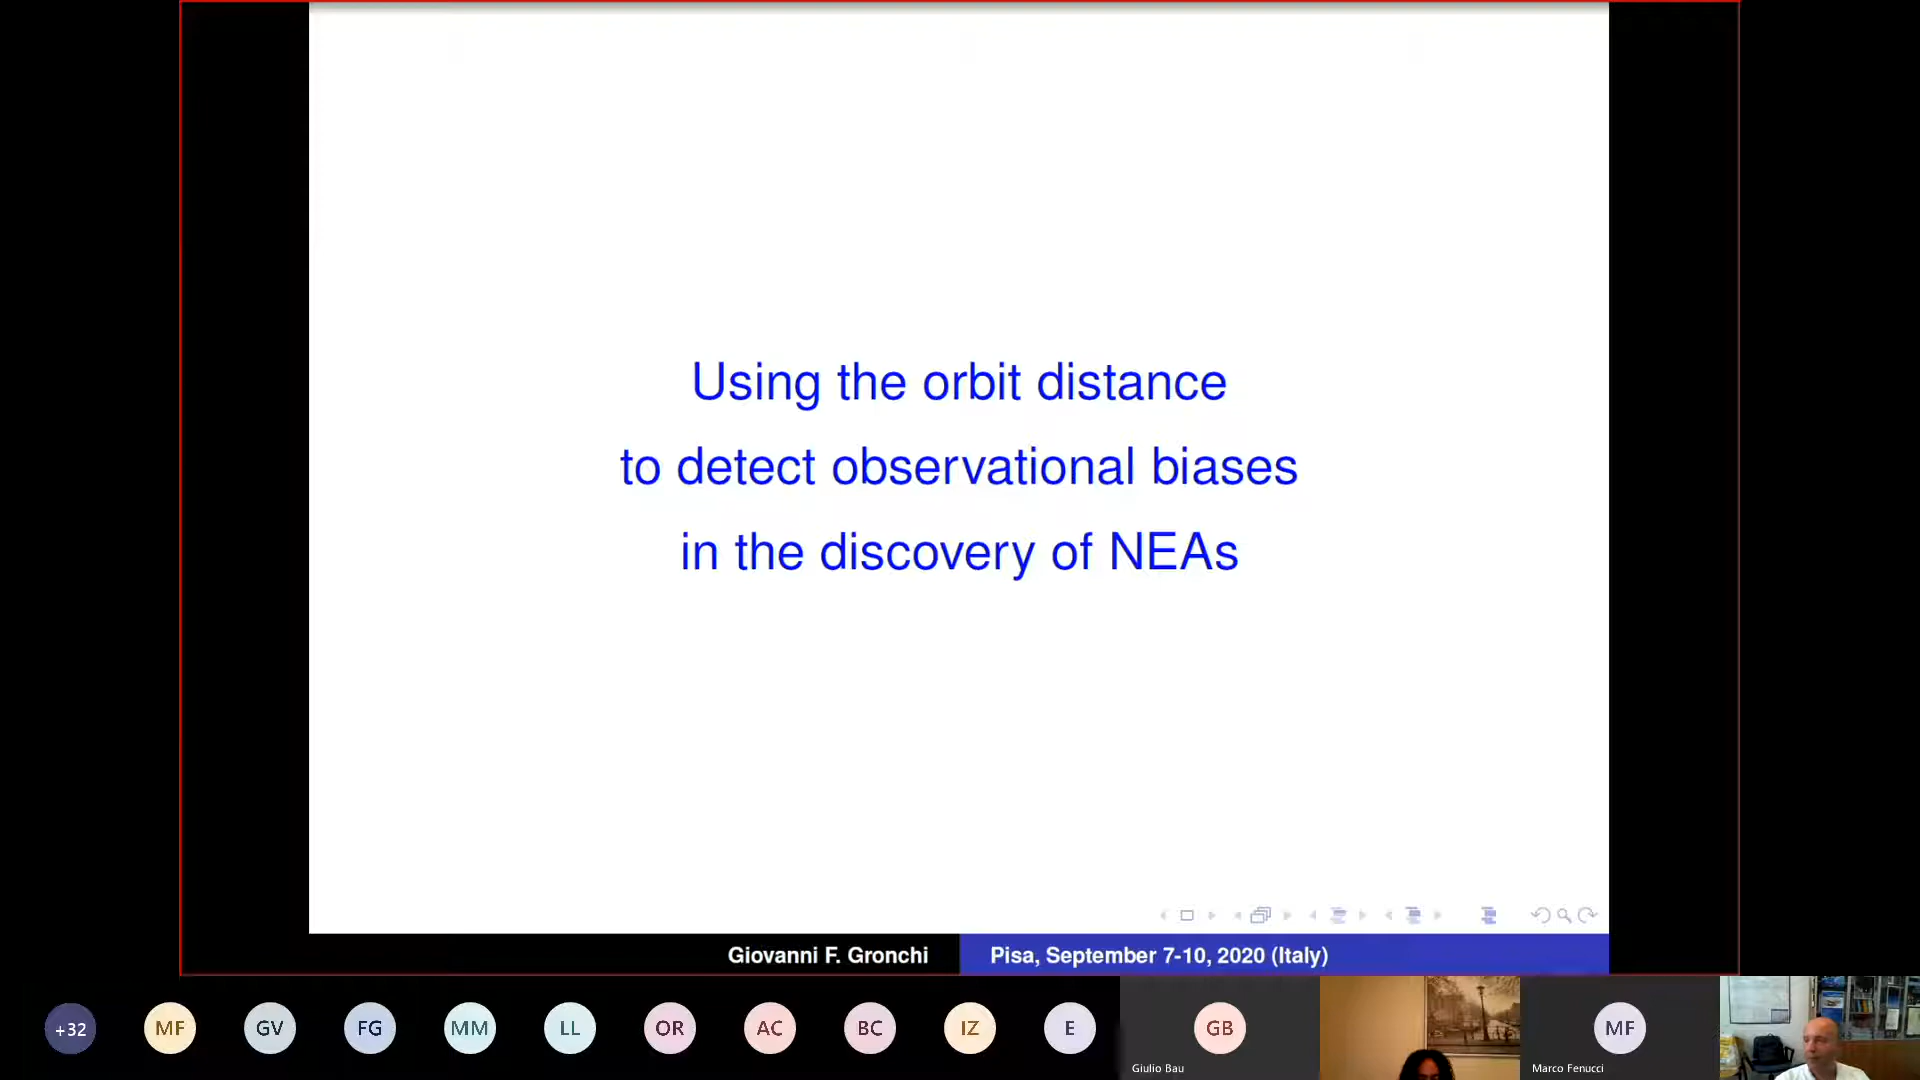 Using the orbit distance
to detect observational biases
in the discovery of NEAs
Giovanni F. Gronchi
Pisa, September 7-10, 2020 (Italy)
+32
MF
GV
FG
MM
LL
OR
AC
BC
IZ
E
GB
MF
Giulio Bau
Marco Fenucci